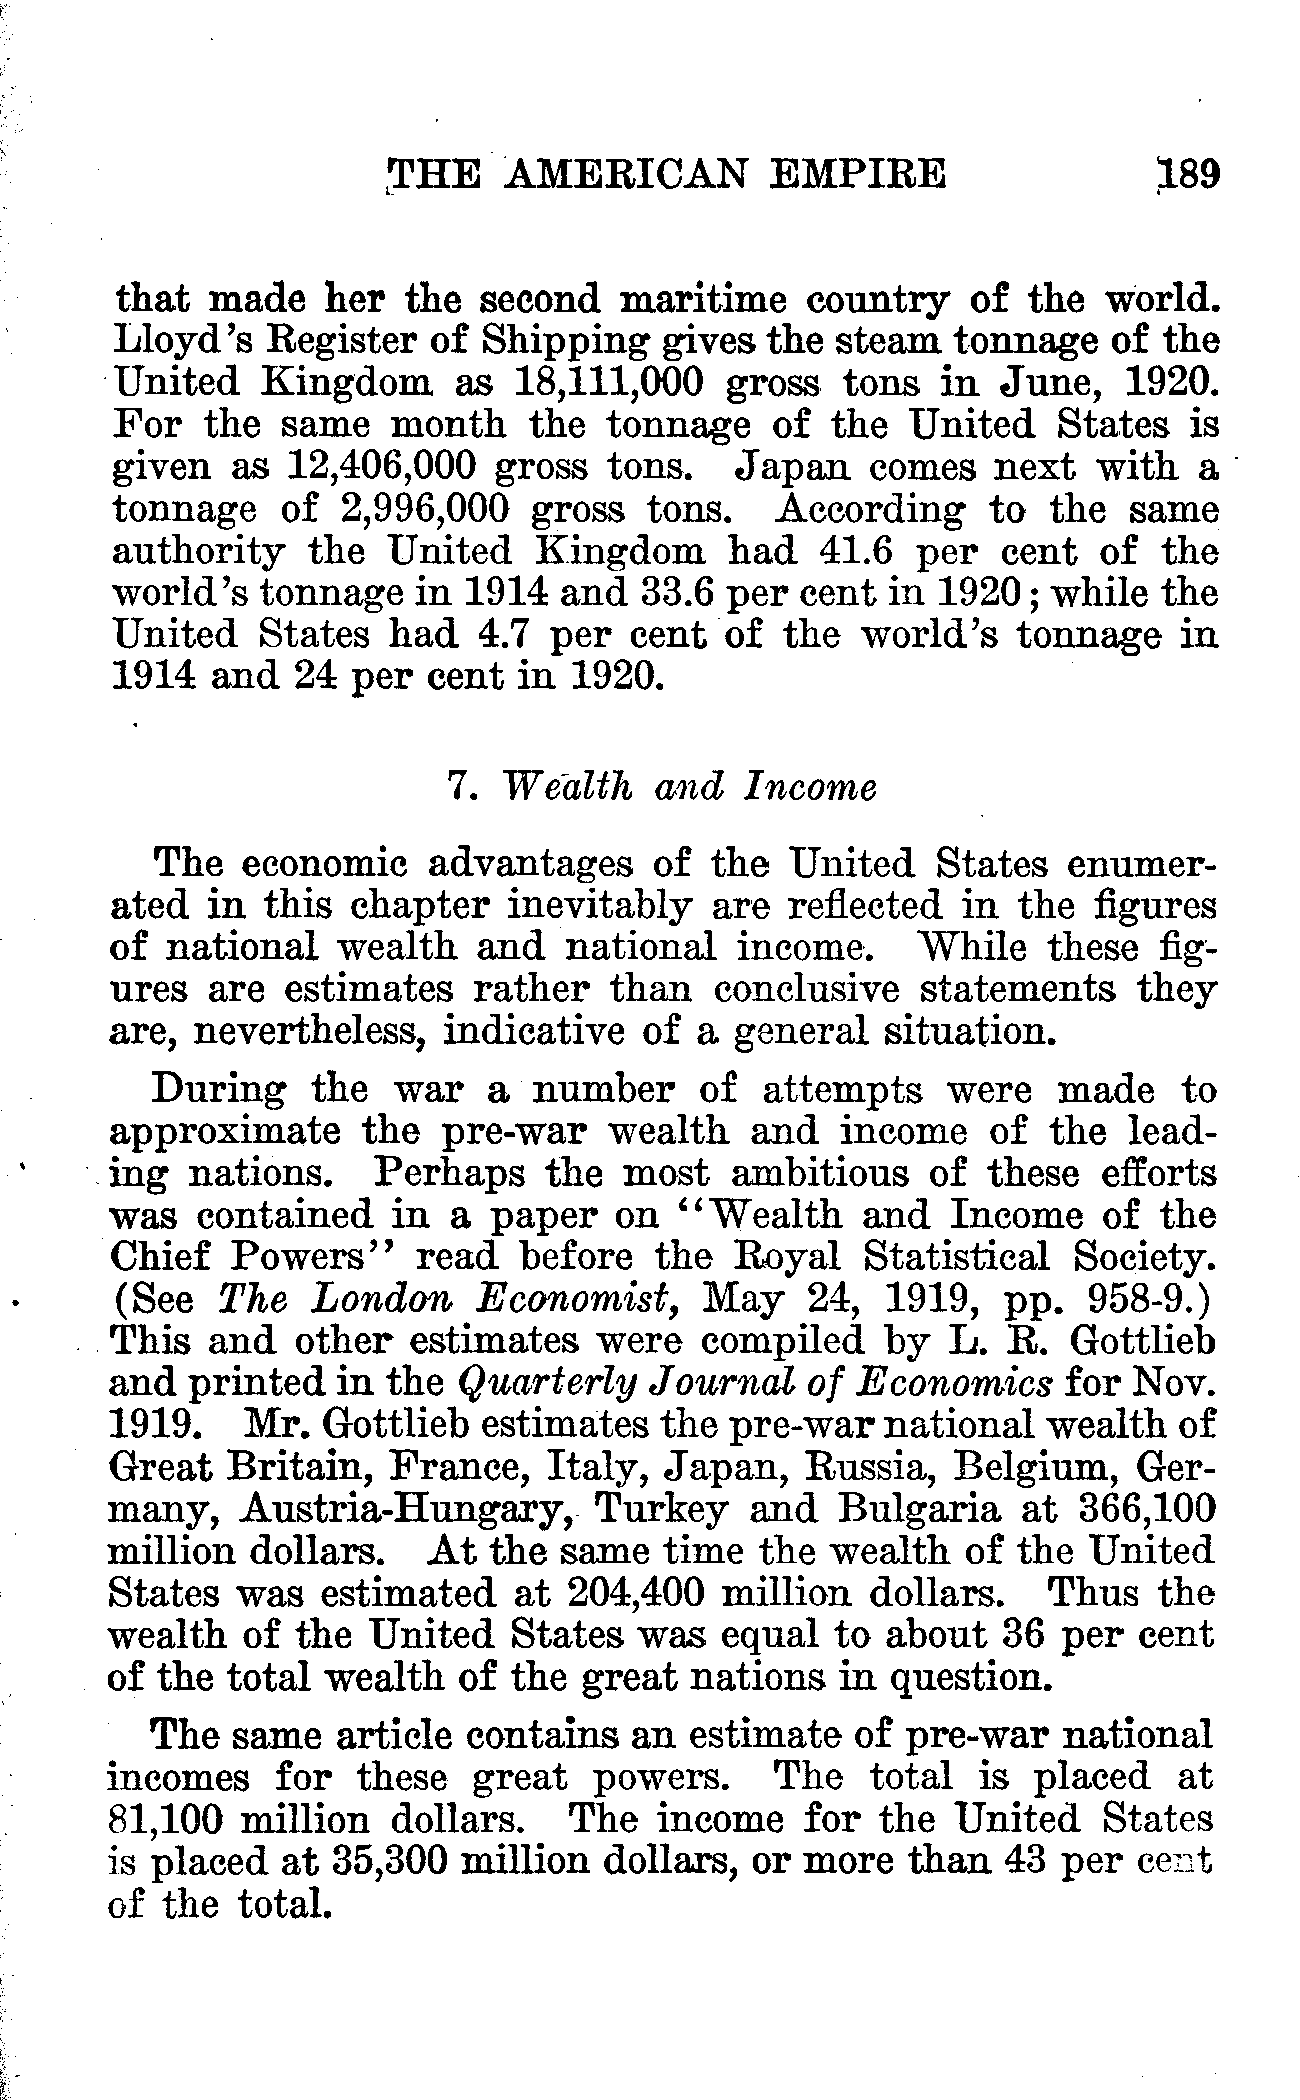 THE AMERICAN EMPIRE 189
that made her the second maritime country of the world.
Lloyd's Register of Shipping gives the steam tonnage of the
United Kingdom as 18,111,000 gross tons in June, 1920.
For the same month the tonnage of the United States is
given as 12,406,000 gross tons. Japan comes next with a
tonnage of 2,996,000 gross tons. According to the same
authority the United Kingdom had 41.6 per cent of the
world's tonnage in 1914 and 33.6 per cent in 1920; while the
United States had 4.7 per cent of the world's tonnage in
1914 and 24 per cent in 1920.
7. Wealth and Income
The economic advantages of the United States enumer-
ated in this chapter inevitably are reflected in the figures
of national wealth and national income. While these fig-
ures are estimates rather than conclusive statements they
are, nevertheless, indicative of a general situation.
During the war a number of attempts were made to
approximate the pre-war wealth and income of the lead-
ing nations. Perhaps the most ambitious of these efforts
was contained in a paper on "Wealth and Income of the
Chief Powers" read before the Royal Statistical Society.
(See The London Economist, May 24, 1919, pp. 958-9.)
This and other estimates were compiled by L. R. Gottlieb
and printed in the Quarterly Journal of Economics for Nov.
1919. Mr. Gottlieb estimates the pre-war national wealth of
Great Britain, France, Italy, Japan, Russia, Belgium, Ger-
many, Austria-Hungary, Turkey and Bulgaria at 366,100
million dollars. At the same time the wealth of the United
States was estimated at 204,400 million dollars. Thus the
wealth of the United States was equal to about 36 per cent
of the total wealth of the great nations in question.
The same article contains an estimate of pre-war national
incomes for these great powers. The total is placed at
81,100 million dollars. The income for the United States
is placed at 35,300 million dollars, or more than 43 per cent
of the total.